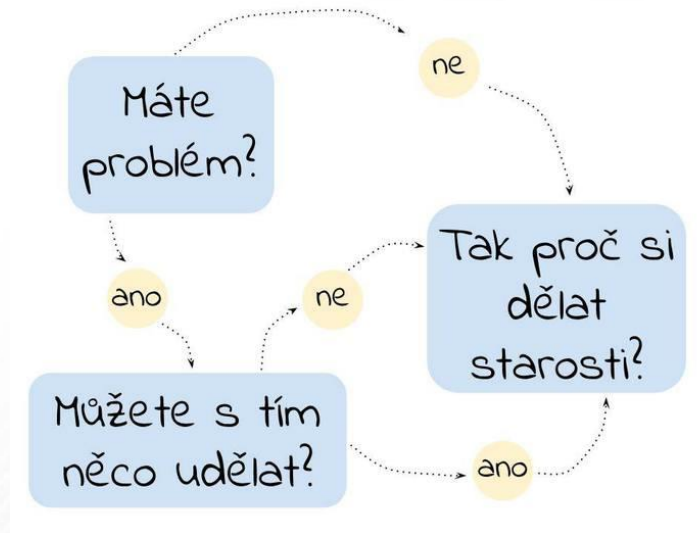 Máte
problém?
ne
ano
ne
Tak proč si
dělat
starosti?
Můžete s tím
něco udělat?
ano